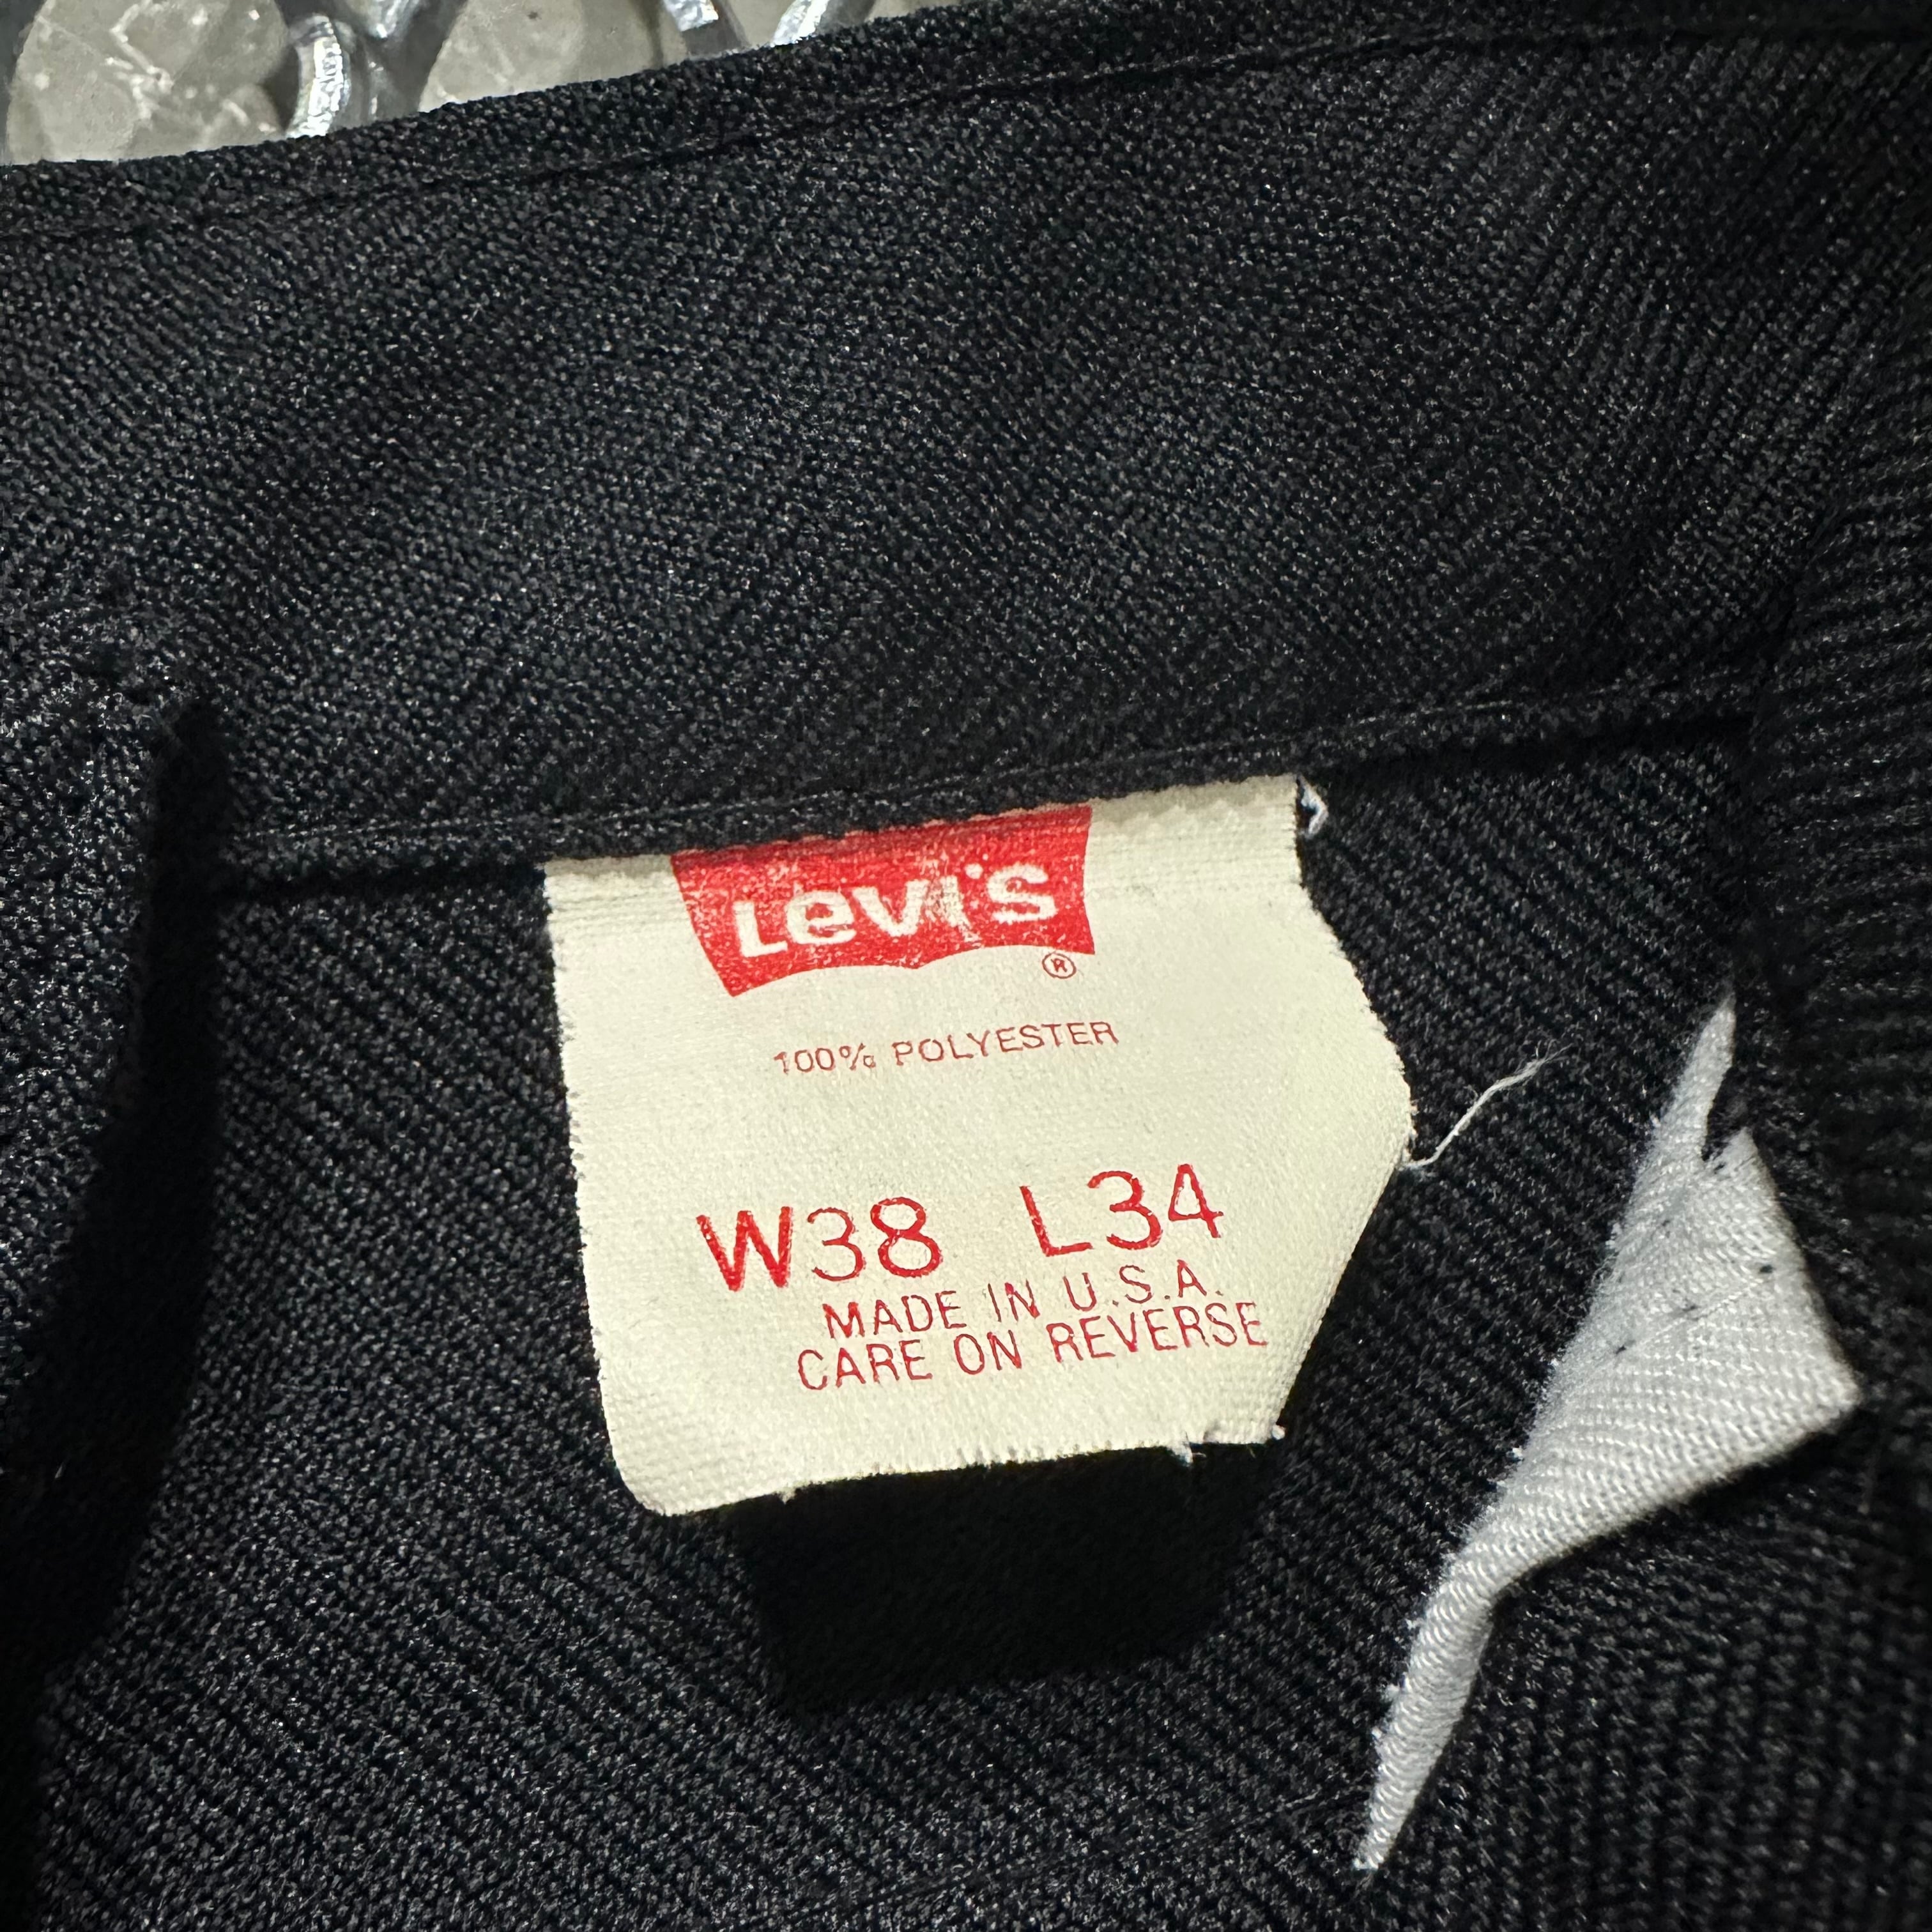 Levi's
®
100% POLYESTER
W38 L34
MADE IN U.S.A.
CARE ON REVERSE